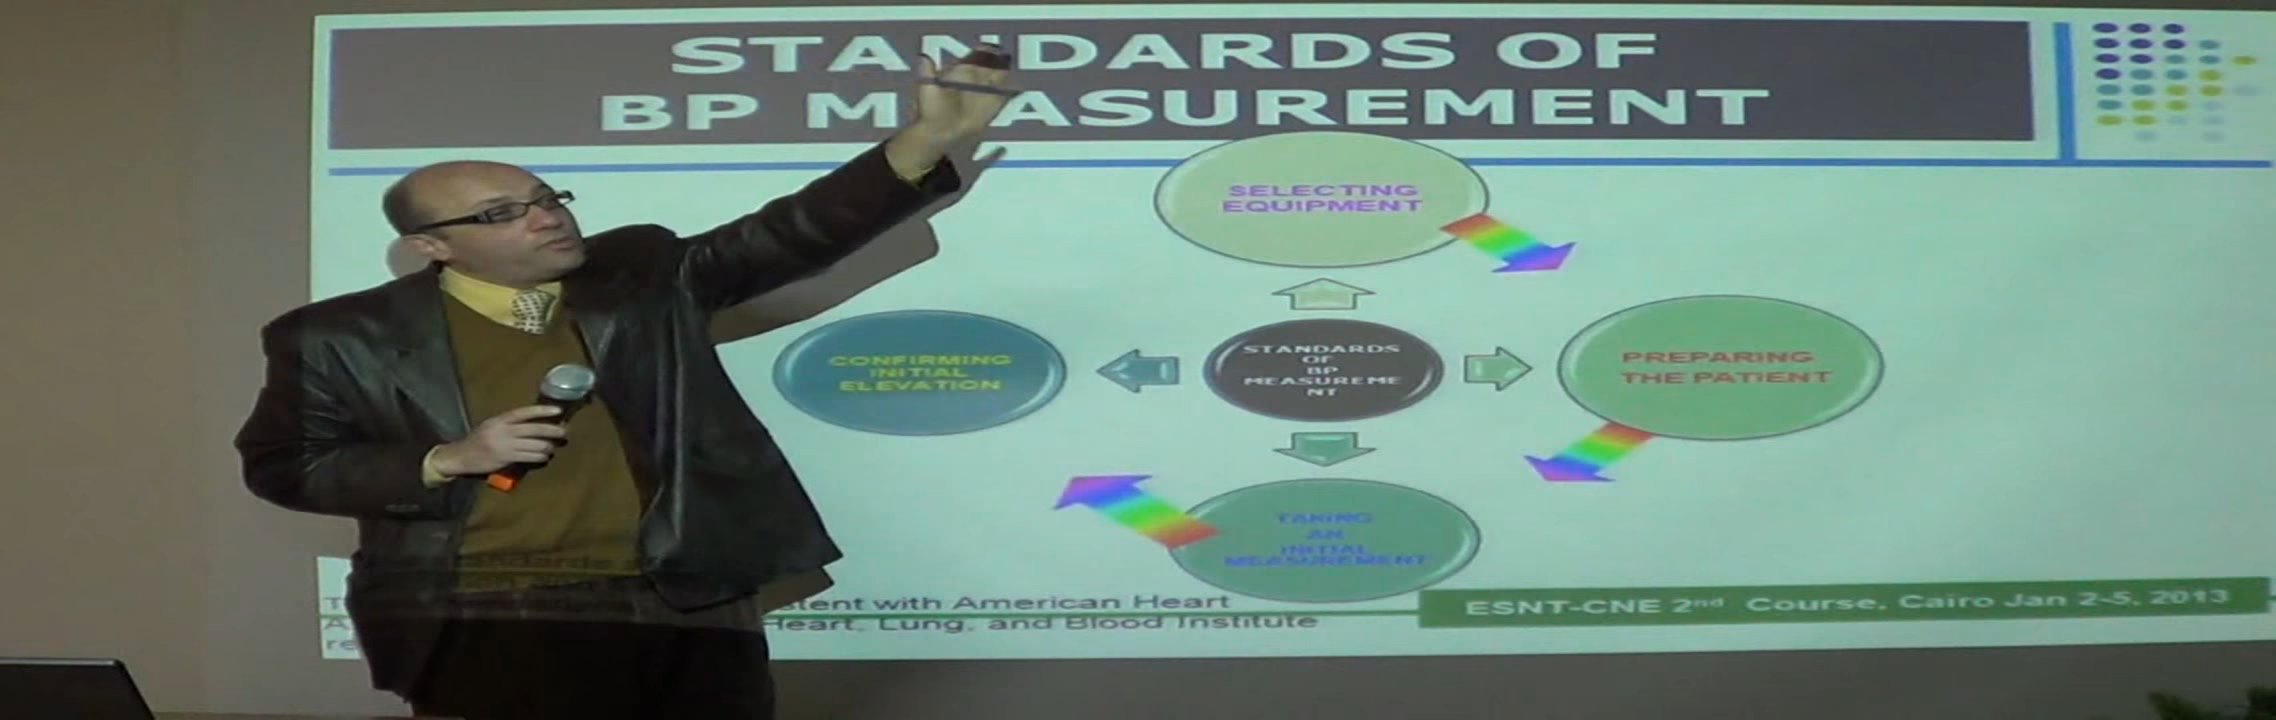 STANDARDS OF
BP MEASUREMENT
SELECTING
EQUIPMENT
CONFIRMING
INITIAL
ELEVATION
STANDARDS
OF
BP
MEASUREME
NT
PREPARING
THE PATIENT
TAKING
AN
INITIAL
MEASUREMENT
with American Heart
Heart, Lung, and Blood Institute
ESNT-CNE 2nd Course, Cairo Jan 2-5, 2013